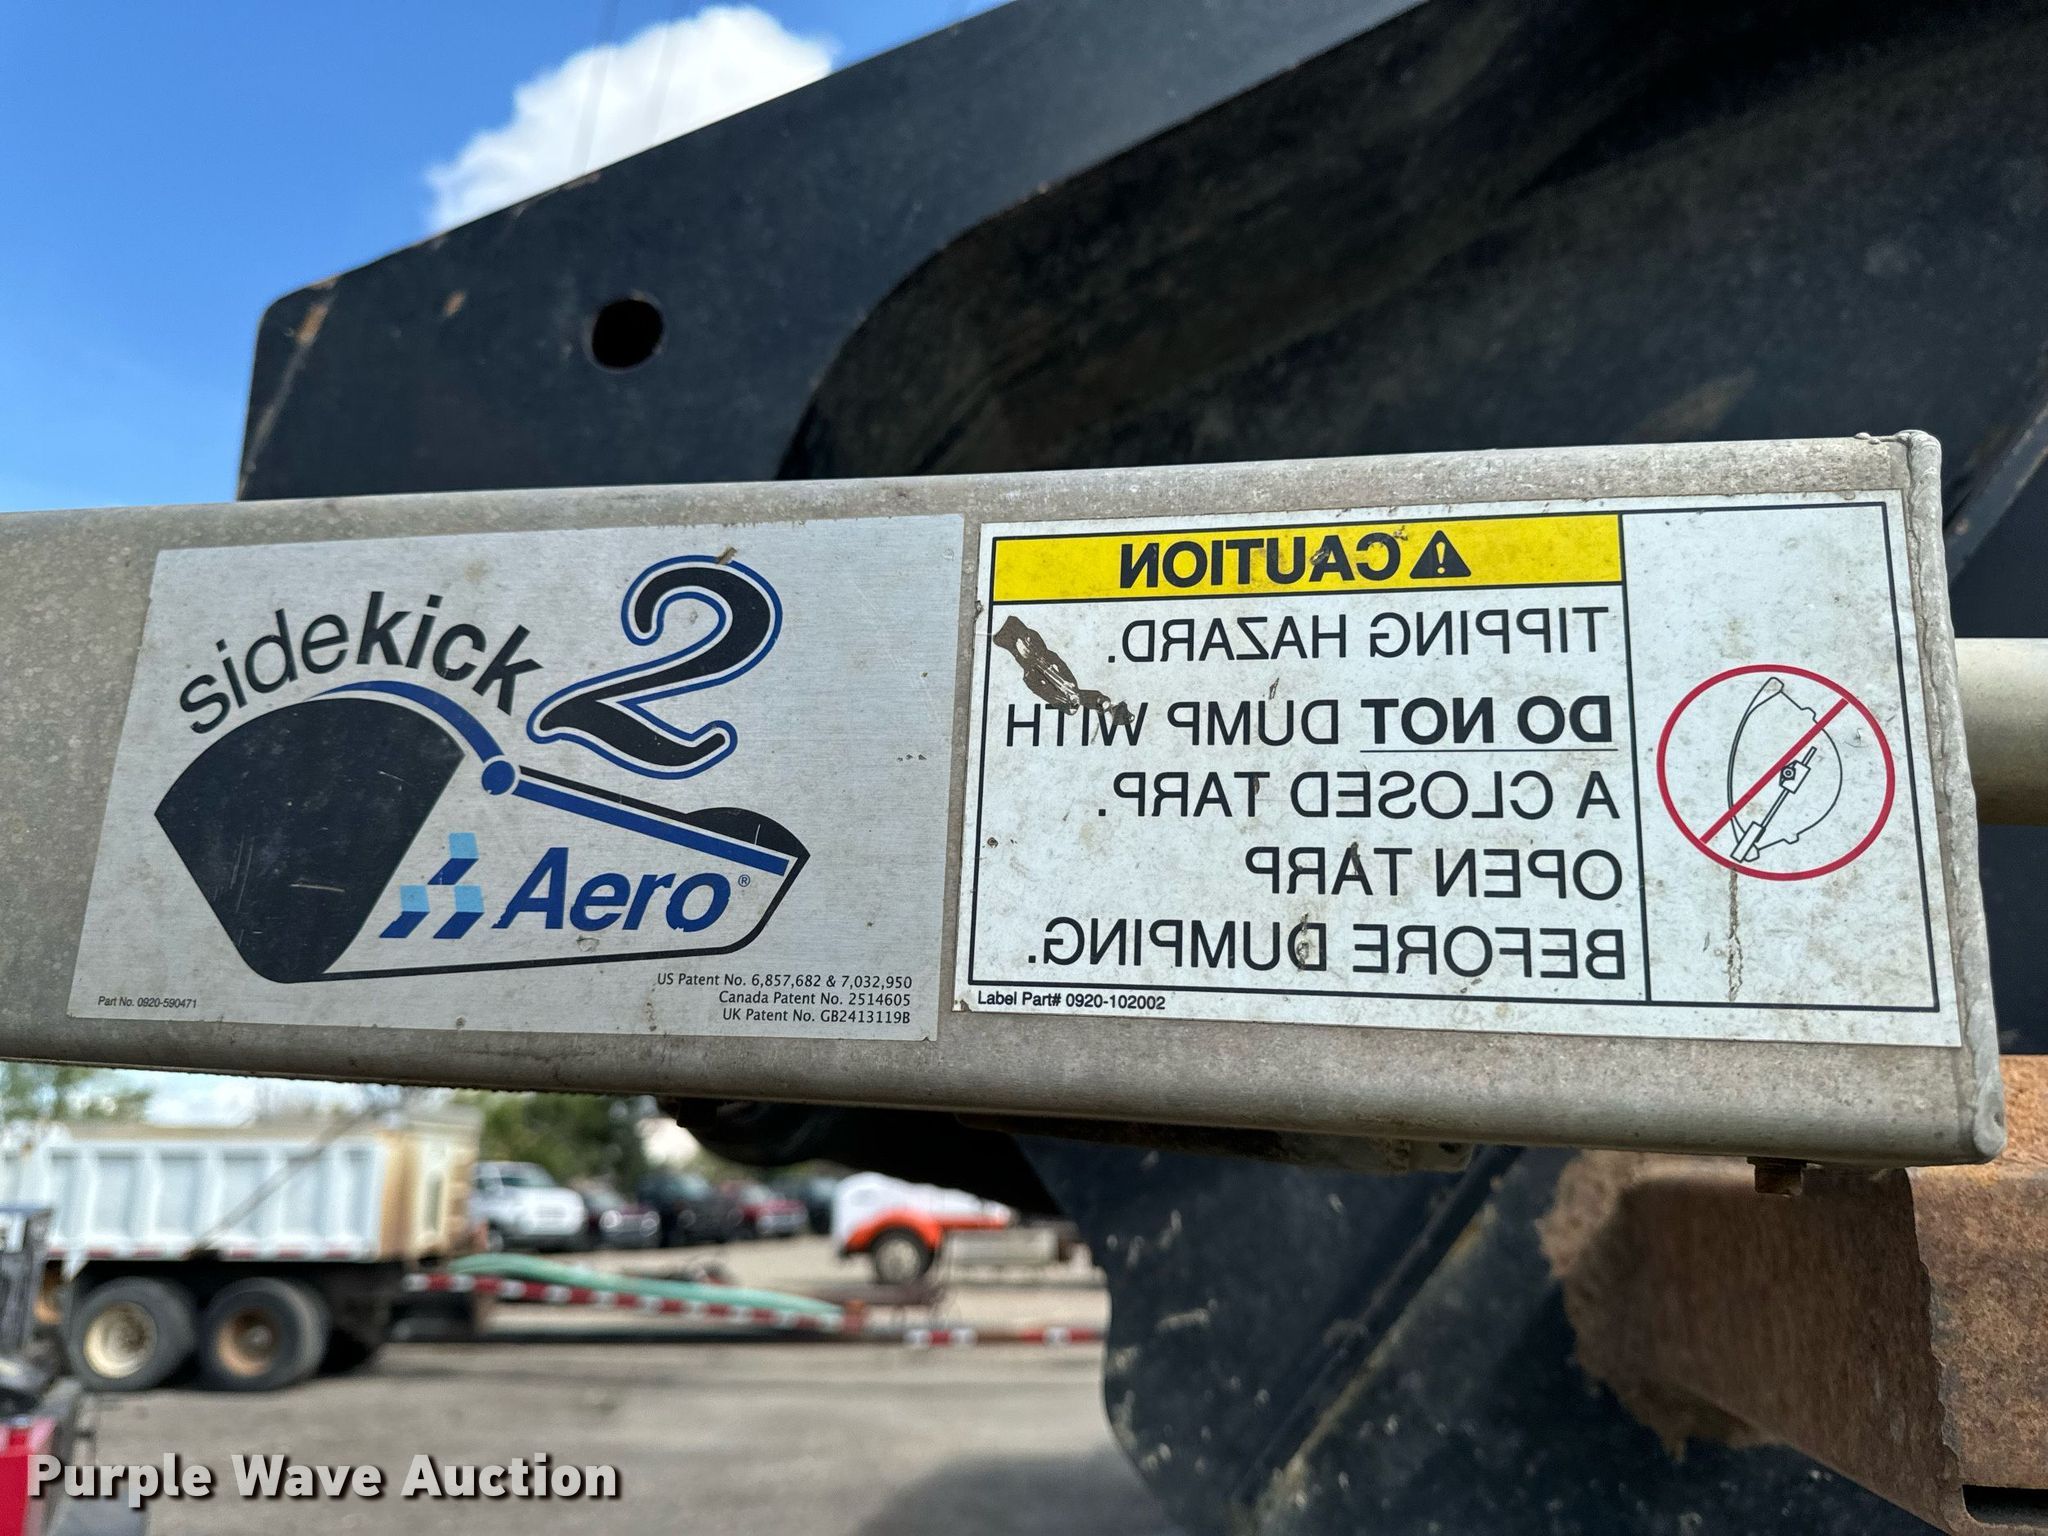 sidekick 2
Aero®
US Patent No. 6,857,682 & 7,032,950
Canada Patent No. 2514605
UK Patent No. GB2413119B
Part No. 0920-590471
CAUTION
TIPPING HAZARD.
DO NOT DUMP WITH
A CLOSED TARP.
OPEN TARP
BEFORE DUMPING.
Label Part# 0920-102002
Purple Wave Auction